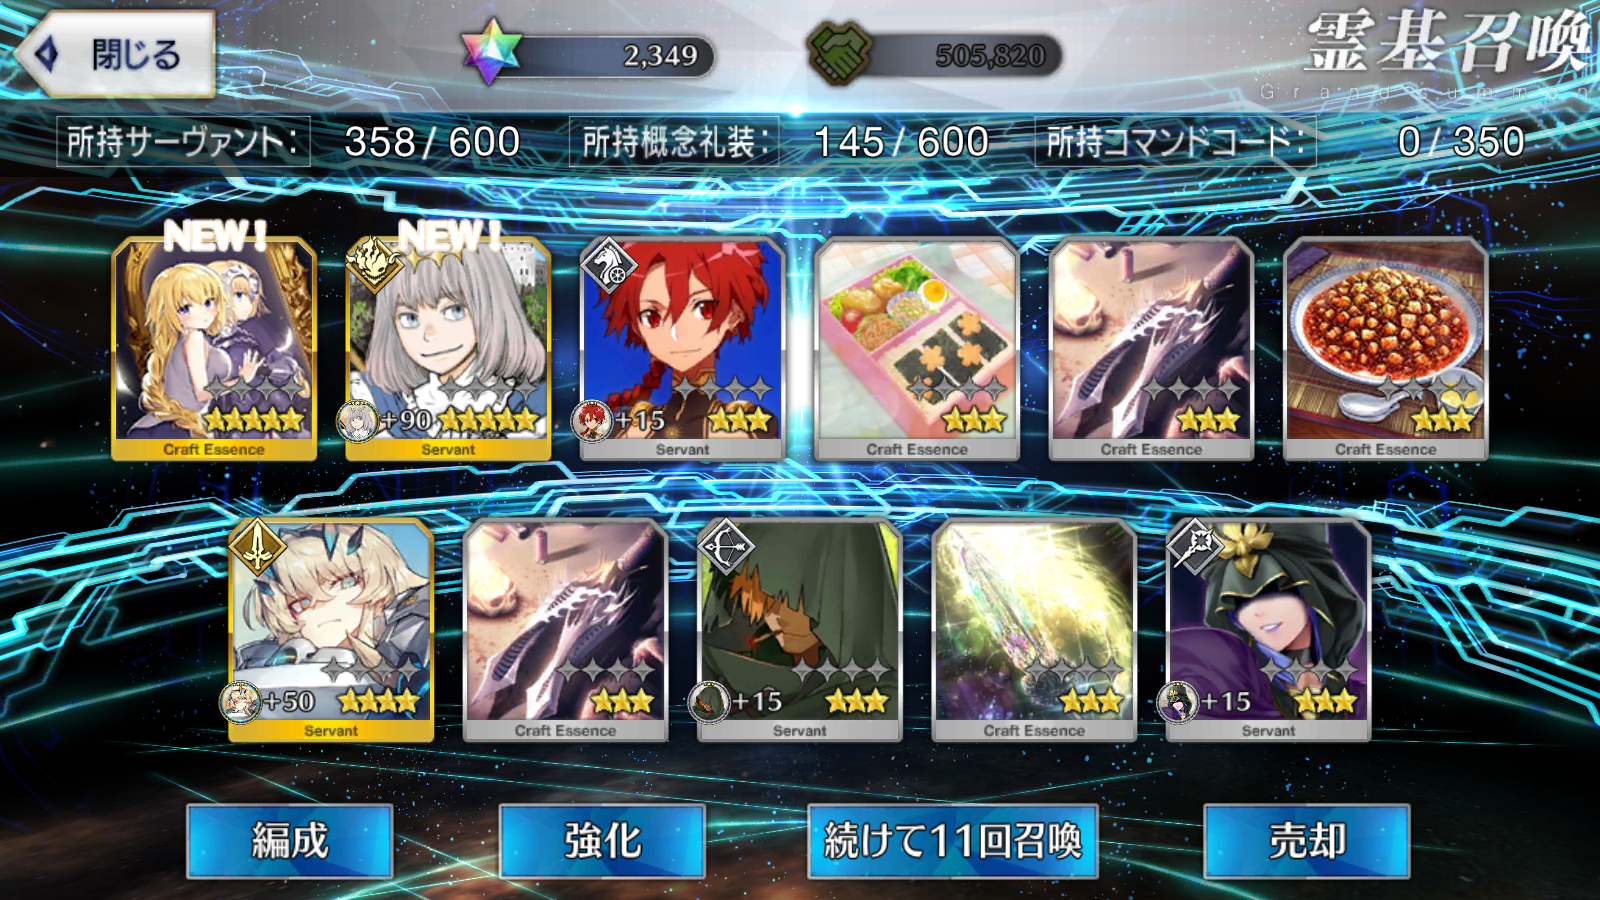 閉じる
2,349
505,820
霊基召喚
Grand summon
所持サーヴァント: 358 / 600
所持概念礼装: 145 / 600
所持コマンドコード: 0 / 350
NEW!
NEW!
+90
+15
Craft Essence
Servant
Servant
Craft Essence
Craft Essence
Craft Essence
+50
+15
+15
Servant
Craft Essence
Servant
Craft Essence
Servant
編成
強化
続けて11回召喚
売却